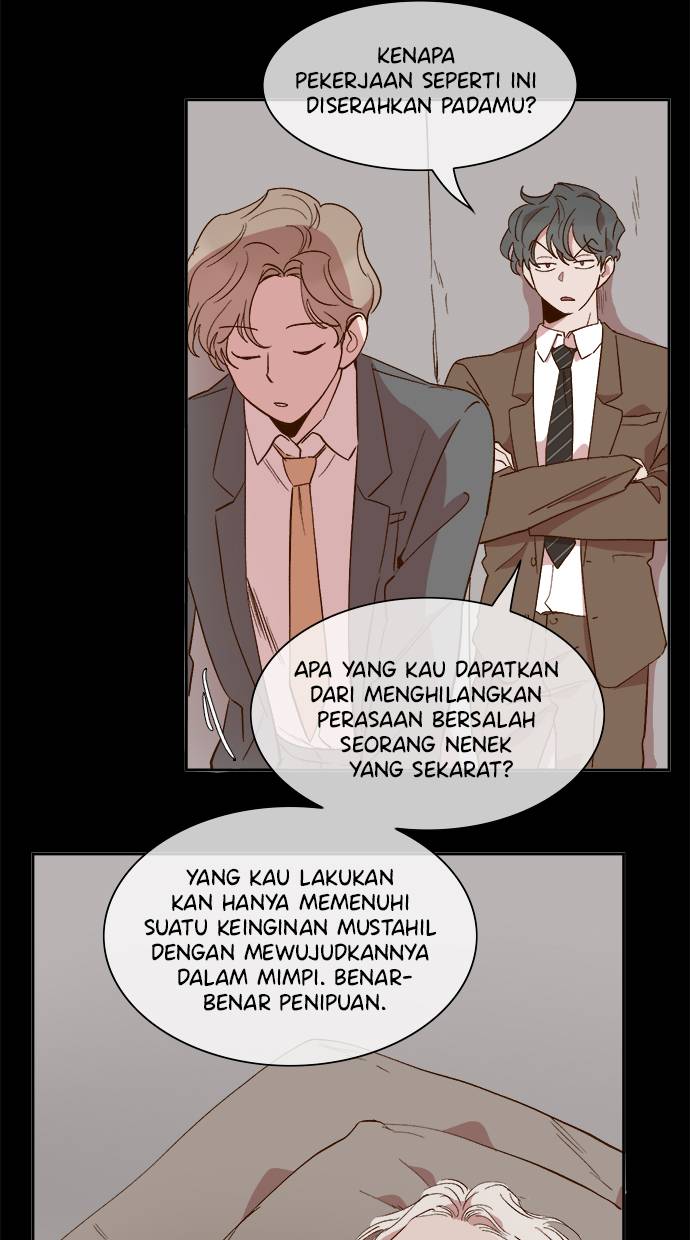 KENAPA
PEKERJAAN SEPERTI INI
DISERAHKAN PADAMU?
APA YANG KAU DAPATKAN
DARI MENGHILANGKAN
PERASAAN BERSALAH
SEORANG NENEK
YANG SEKARAT?
YANG KAU LAKUKAN
KAN HANYA MEMENUHI
SUATU KEINGINAN MUSTAHIL
DENGAN MEWUJUDKANNYA
DALAM MIMPI. BENAR-
BENAR PENIPUAN.